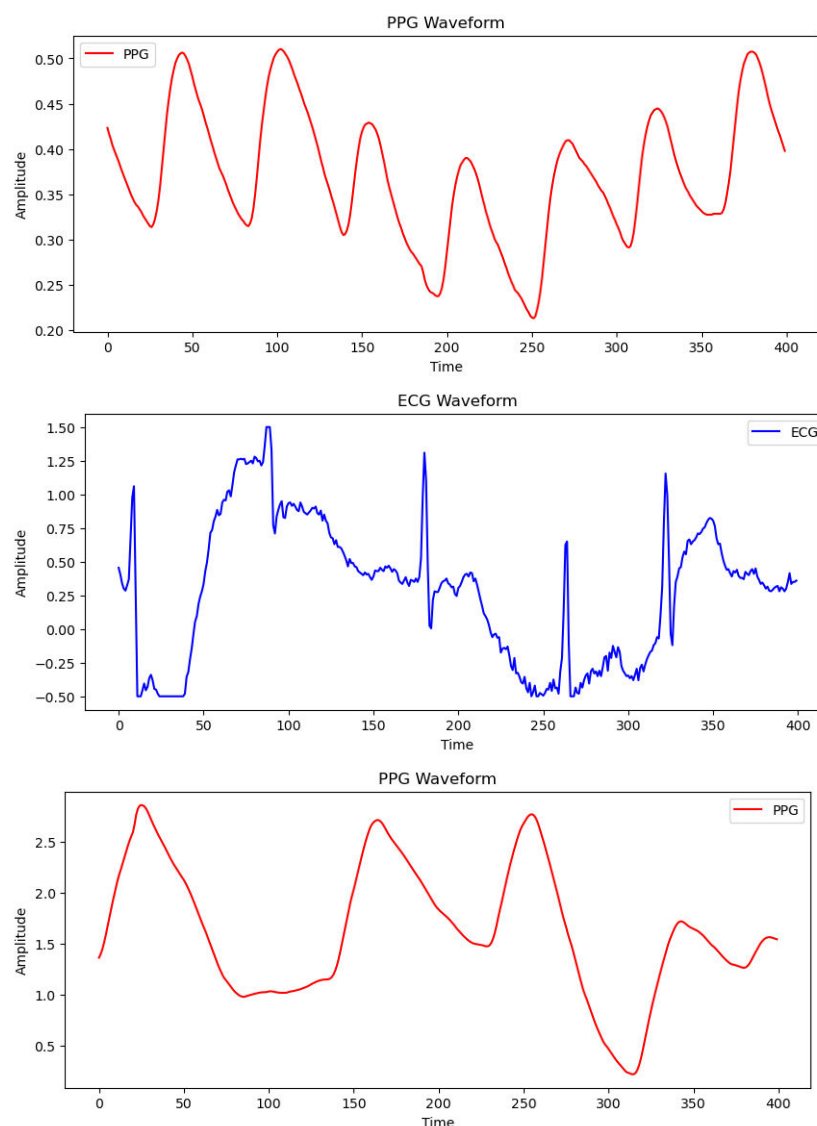 PPG Waveform
PPG
Amplitude
0.50
0.45
0.40
0.35
0.30
0.25
0.20
0 50 100 150 200 250 300 350 400
Time
ECG Waveform
ECG
Amplitude
1.50
1.25
1.00
0.75
0.50
0.25
0.00
−0.25
−0.50
0 50 100 150 200 250 300 350 400
Time
PPG Waveform
PPG
Amplitude
2.5
2.0
1.5
1.0
0.5
0 50 100 150 200 250 300 350 400
Time